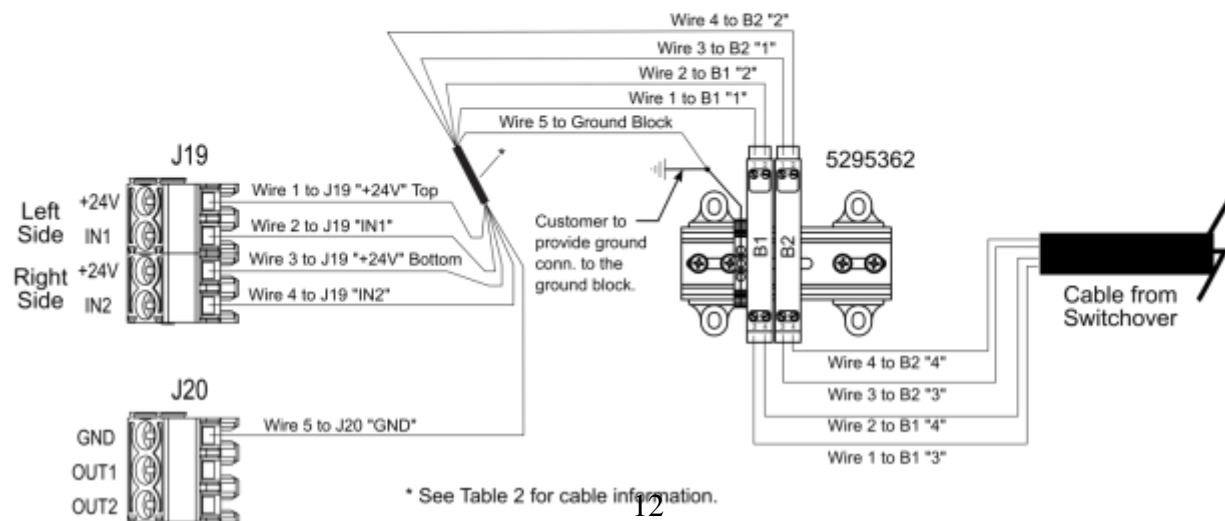 Wire 4 to B2 "2"
Wire 3 to B2 "1"
Wire 2 to B1 "2"
Wire 1 to B1 "1"
Wire 5 to Ground Block
*
J19
5295362
Left
Side
+24V
IN1
Right
Side
+24V
IN2
Wire 1 to J19 "+24V" Top
Wire 2 to J19 "IN1"
Wire 3 to J19 "+24V" Bottom
Wire 4 to J19 "IN2"
Customer to
provide ground
conn. to the
ground block.
B1
B2
Cable from
Switchover
Wire 4 to B2 "4"
Wire 3 to B2 "3"
Wire 2 to B1 "4"
Wire 1 to B1 "3"
J20
GND
OUT1
OUT2
Wire 5 to J20 "GND"
* See Table 2 for cable information.
12